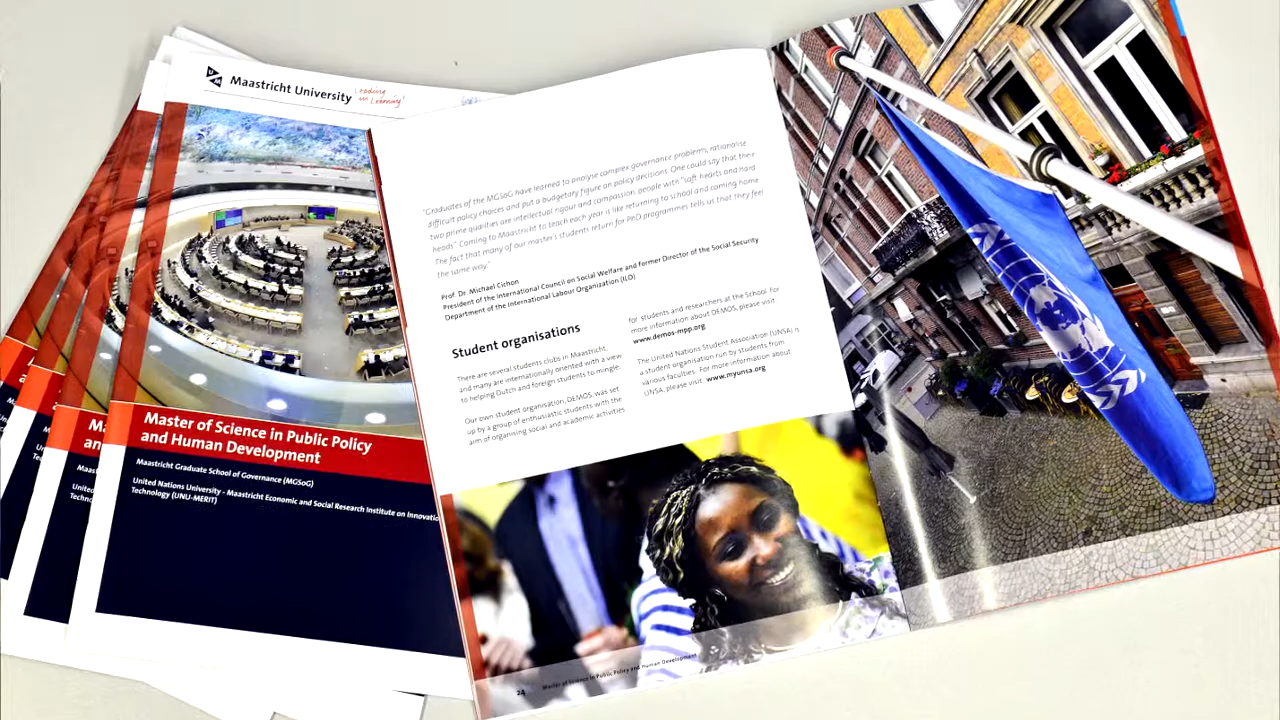 Maastricht University
Leading
in Learning!
Master of Science in Public Policy
and Human Development
Maastricht Graduate School of Governance (MGSoG)
United Nations University - Maastricht Economic and Social Research Institute on Innovatio
Technology (UNU-MERIT)
"Graduates of the MGSoG have learned to analyse complex governance problems, rationalise
difficult policy choices and put a budgetary figure on policy decisions. One could say that their
two prime qualities are intellectual rigour and compassion: people with "soft hearts and hard
heads". Coming to Maastricht to teach each year is like returning to school and coming home
The fact that many of our master's students return for PhD programmes tells us that they feel
the same way."
Prof. Dr. Michael Cichon
President of the International Council on Social Welfare and former Director of the Social Security
Department of the International Labour Organization (ILO)
Student organisations
There are several students clubs in Maastricht,
and many are internationally oriented with a view
to helping Dutch and foreign students to mingle.
Our own student organisation, DEMOS, was set
up by a group of enthusiastic students with the
aim of organising social and academic activities
for students and researchers at the School For
more information about DEMOS, please visit
www.demos-mpp.org
The United Nations Student Association (UNSA) is
a student organisation run by students from
various faculties. For more information about
UNSA, please visit www.myunsa.org
24 Master of Science in Public Policy and Human Development